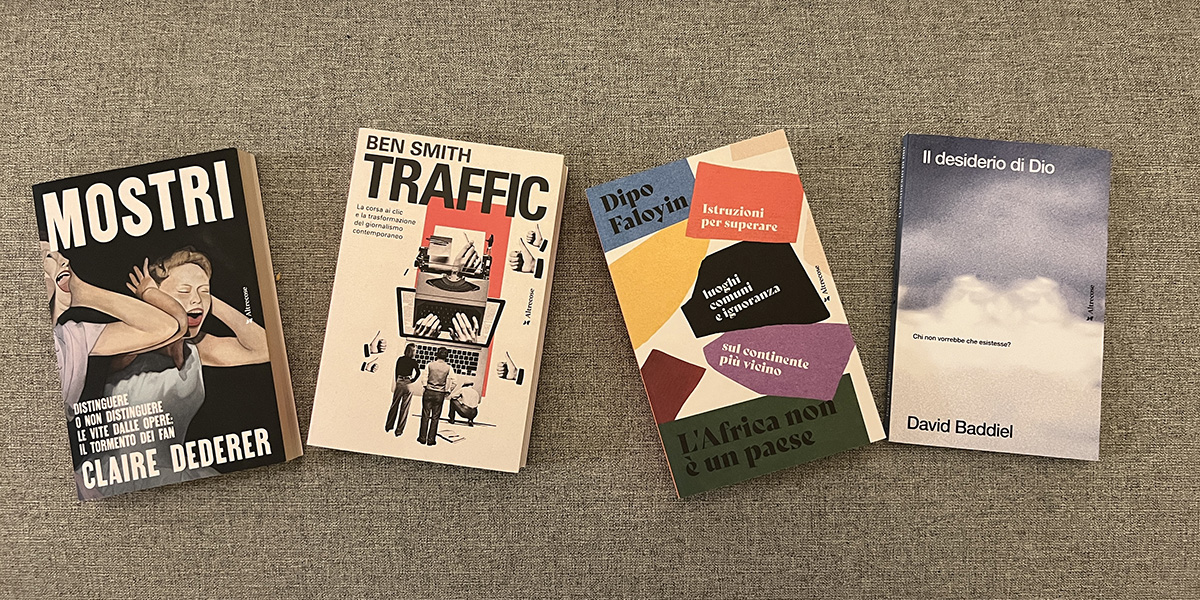 MOSTRI
Altrecose
DISTINGUERE
O NON DISTINGUERE
LE VITE DALLE OPERE:
IL TORMENTO DEI FAN
CLAIRE DEDERER
BEN SMITH
TRAFFIC
La corsa ai clic
e la trasformazione
del giornalismo
contemporaneo
Altrecose
Dipo
Faloyin
Istruzioni
per superare
luoghi
comuni
e ignoranza
Altrecose
sul continente
più vicino
L'Africa non
è un paese
Il desiderio di Dio
Altrecose
Chi non vorrebbe che esistesse?
David Baddiel